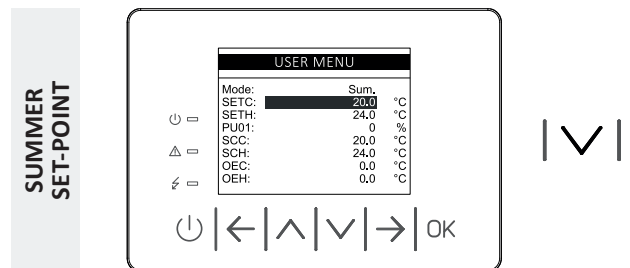 SUMMER
SET-POINT
USER MENU
Mode: Sum.
SETC: 20.0 °C
SETH: 24.0 °C
PU01: 0 %
SCC: 20.0 °C
SCH: 24.0 °C
OEC: 0.0 °C
OEH: 0.0 °C
OK